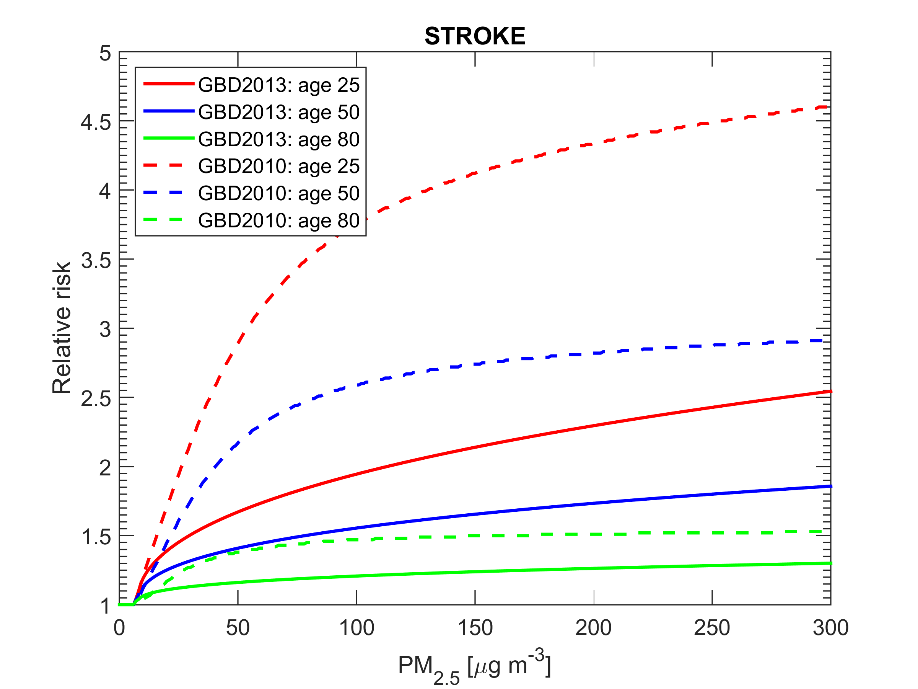 STROKE
5
4.5
4
3.5
3
2.5
2
1.5
1
Relative risk
GBD2013: age 25
GBD2013: age 50
GBD2013: age 80
GBD2010: age 25
GBD2010: age 50
GBD2010: age 80
0 50 100 150 200 250 300
PM2.5 [μg m-3]